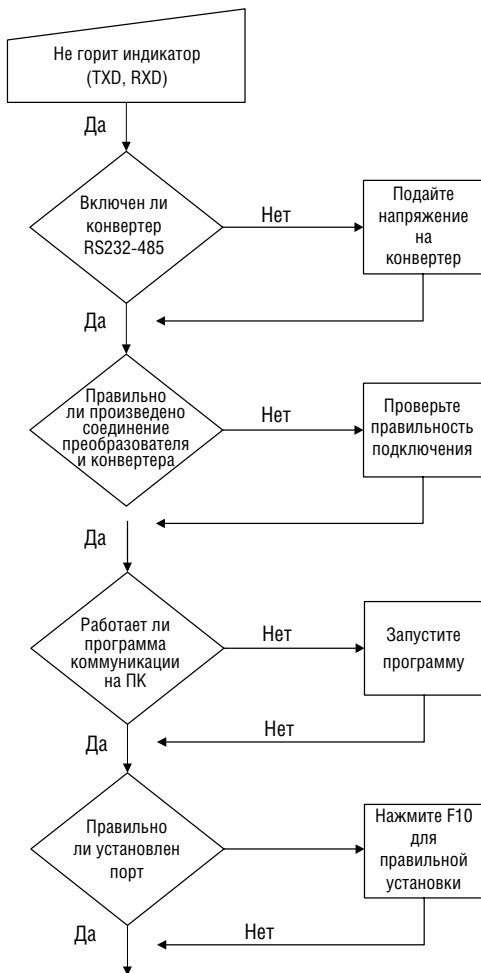 Не горит индикатор
(TXD, RXD)
Да
Включен ли
конвертер
RS232-485
Нет
Подайте
напряжение
на
конвертер
Да
Правильно
ли произведено
соединение
преобразователя
и конвертера
Нет
Проверьте
правильность
подключения
Да
Работает ли
программа
коммуникации
на ПК
Нет
Запустите
программу
Нет
Да
Правильно
ли установлен
порт
Нажмите F10
для
правильной
установки
Нет
Да